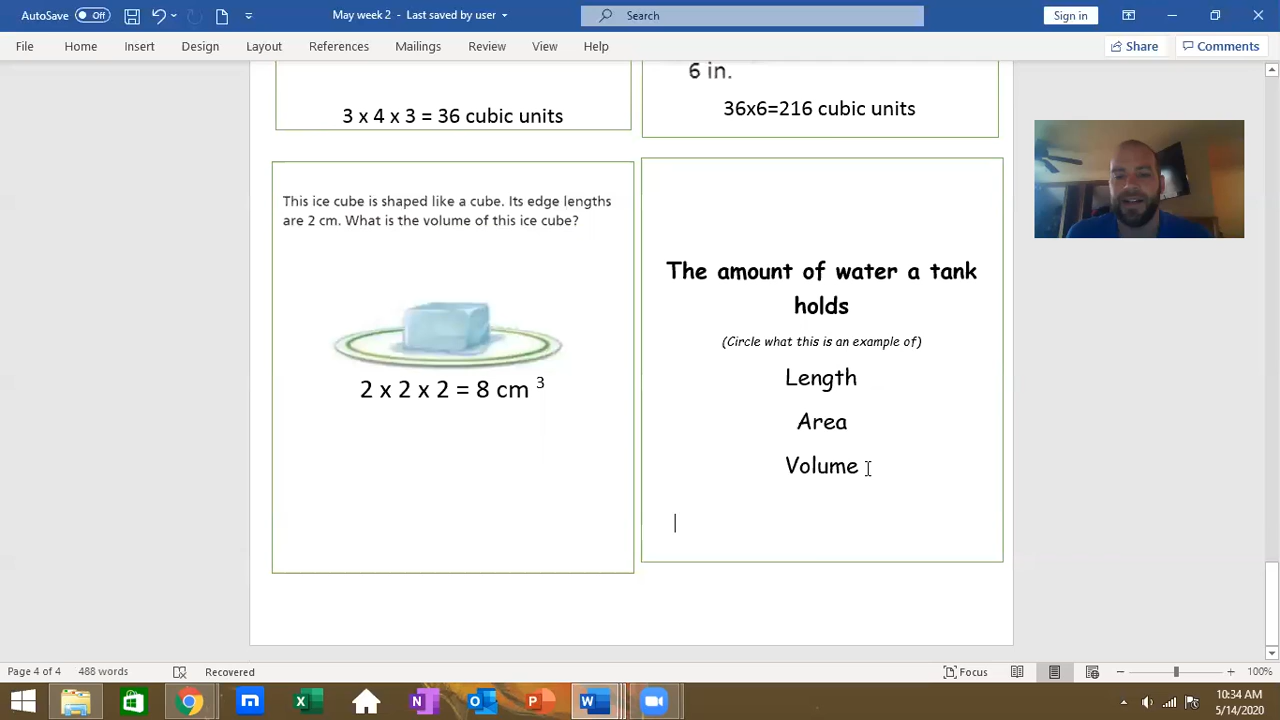 AutoSave Off
May week 2 - Last saved by user
Search
Sign in
File Home Insert Design Layout References Mailings Review View Help
Share Comments
6 in.
3 x 4 x 3 = 36 cubic units
36x6=216 cubic units
This ice cube is shaped like a cube. Its edge lengths
are 2 cm. What is the volume of this ice cube?
2 x 2 x 2 = 8 cm ³
The amount of water a tank
holds
(Circle what this is an example of)
Length
Area
Volume
Page 4 of 4 488 words Recovered Focus 100%
10:34 AM
5/14/2020